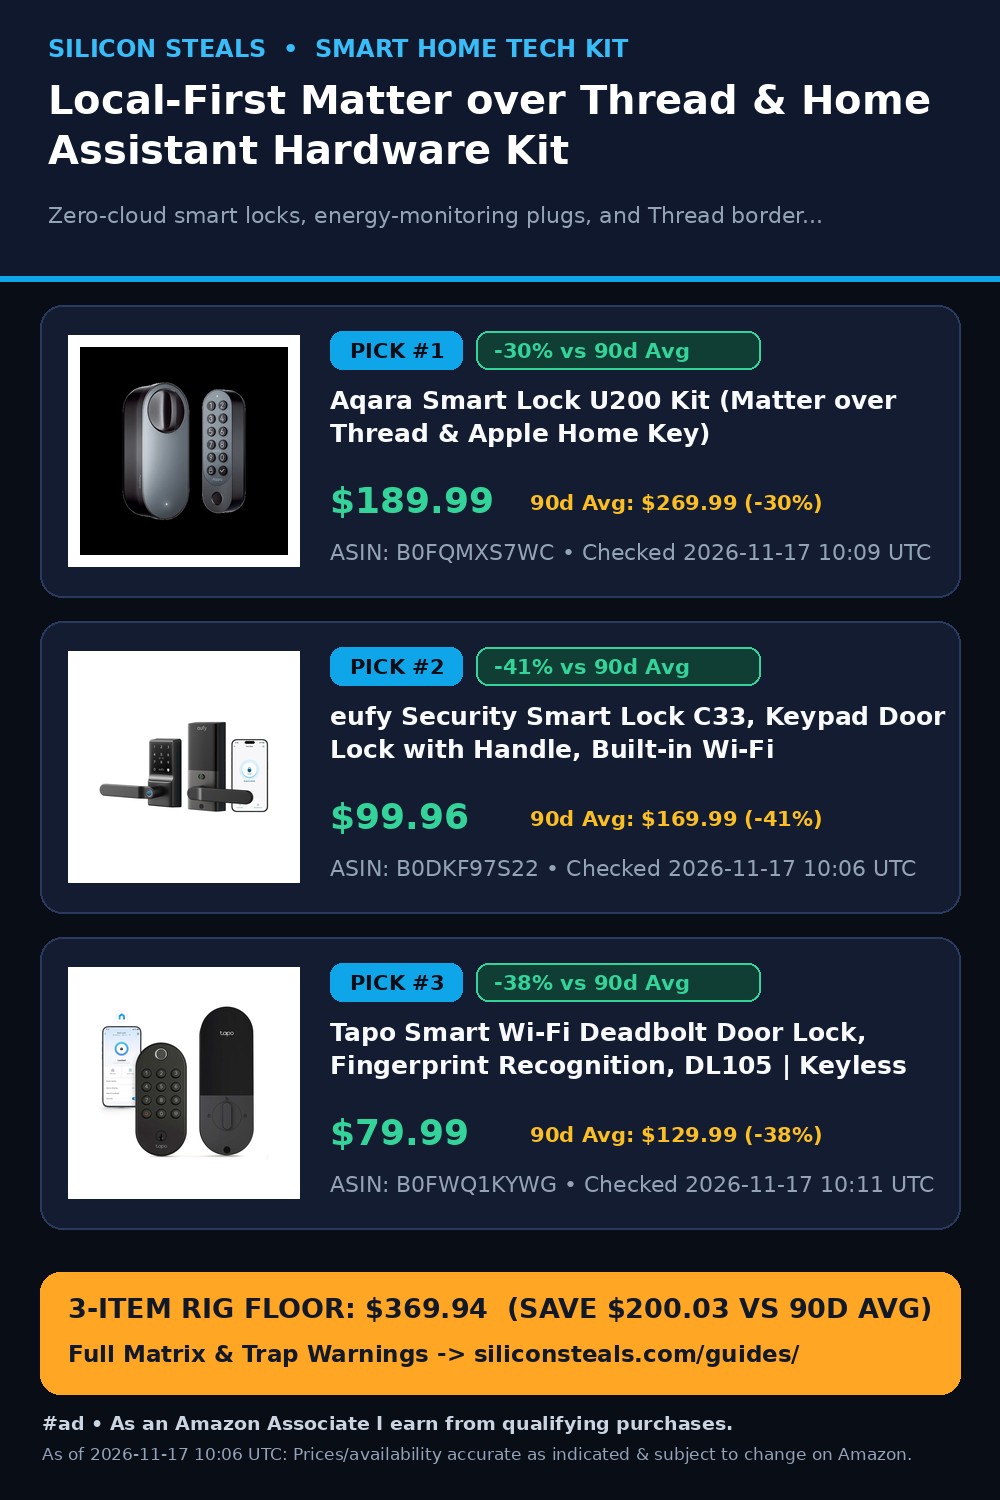 SILICON STEALS • SMART HOME TECH KIT
Local-First Matter over Thread & Home
Assistant Hardware Kit
Zero-cloud smart locks, energy-monitoring plugs, and Thread border...
PICK #1
-30% vs 90d Avg
Aqara Smart Lock U200 Kit (Matter over
Thread & Apple Home Key)
$189.99
90d Avg: $269.99 (-30%)
ASIN: B0FQMXS7WC • Checked 2026-11-17 10:09 UTC
PICK #2
-41% vs 90d Avg
eufy
eufy Security Smart Lock C33, Keypad Door
Lock with Handle, Built-in Wi-Fi
$99.96
90d Avg: $169.99 (-41%)
ASIN: B0DKF97S22 • Checked 2026-11-17 10:06 UTC
PICK #3
-38% vs 90d Avg
tapo
tapo
Tapo Smart Wi-Fi Deadbolt Door Lock,
Fingerprint Recognition, DL105 | Keyless
$79.99
90d Avg: $129.99 (-38%)
ASIN: B0FWQ1KYWG • Checked 2026-11-17 10:11 UTC
3-ITEM RIG FLOOR: $369.94 (SAVE $200.03 VS 90D AVG)
Full Matrix & Trap Warnings -> siliconsteals.com/guides/
#ad • As an Amazon Associate I earn from qualifying purchases.
As of 2026-11-17 10:06 UTC: Prices/availability accurate as indicated & subject to change on Amazon.